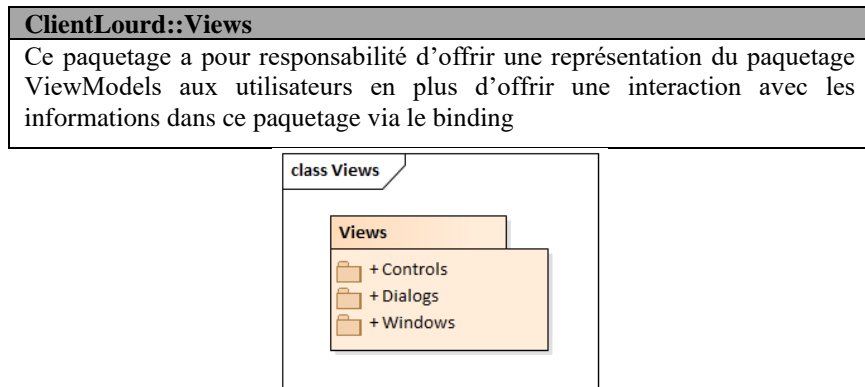 ClientLourd::Views
Ce paquetage a pour responsabilité d’offrir une représentation du paquetage
ViewModels aux utilisateurs en plus d’offrir une interaction avec les
informations dans ce paquetage via le binding
class Views
Views
+ Controls
+ Dialogs
+ Windows